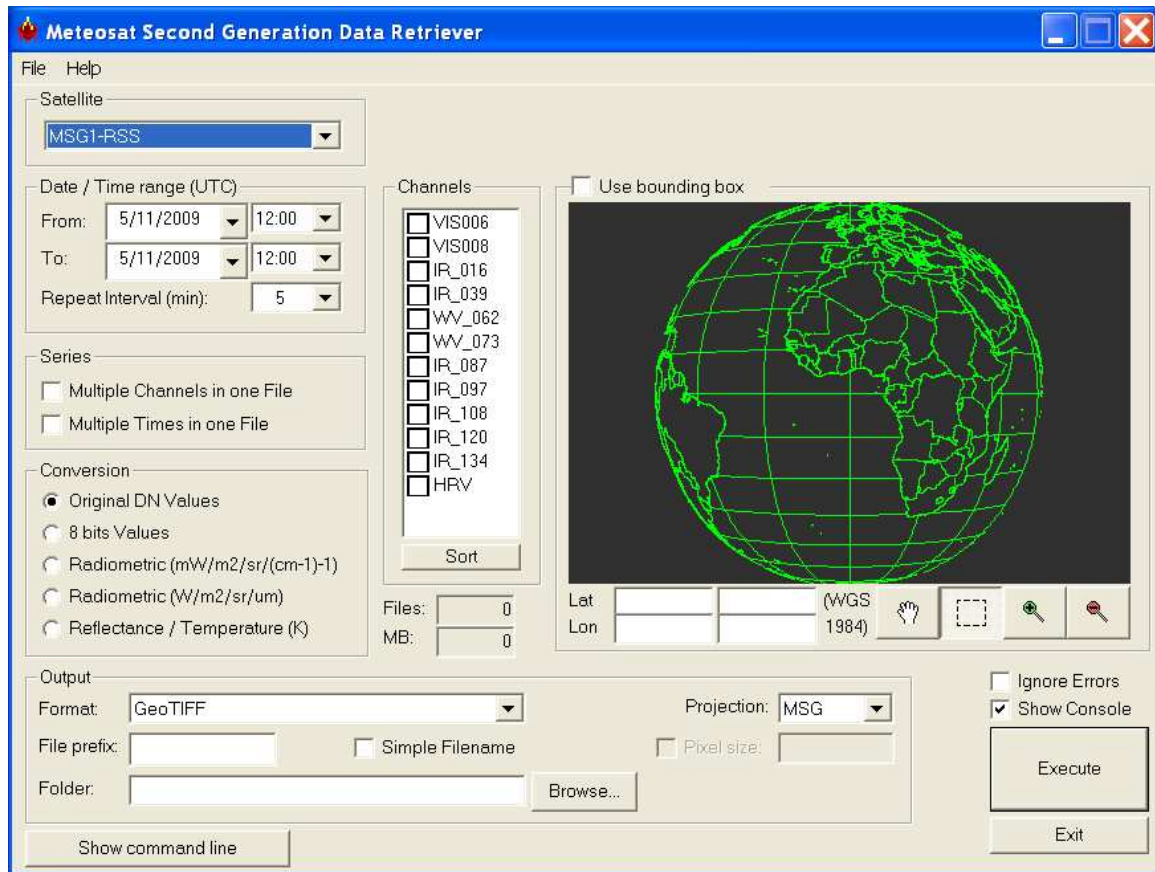 Meteosat Second Generation Data Retriever
File Help
Satellite
MSG1-RSS
Date / Time range (UTC)
From: 5/11/2009 12:00
To: 5/11/2009 12:00
Repeat Interval (min): 5
Series
Multiple Channels in one File
Multiple Times in one File
Conversion
Original DN Values
8 bits Values
Radiometric (mW/m2/sr/(cm-1)-1)
Radiometric (W/m2/sr/um)
Reflectance / Temperature (K)
Channels
VIS006
VIS008
IR_016
IR_039
WV_062
WV_073
IR_087
IR_097
IR_108
IR_120
IR_134
HRV
Sort
Files: 0
MB: 0
Use bounding box
Lat
Lon
(WGS
1984)
Output
Format: GeoTIFF
Projection: MSG
File prefix:
Simple Filename
Pixel size:
Folder:
Browse...
Ignore Errors
Show Console
Execute
Exit
Show command line